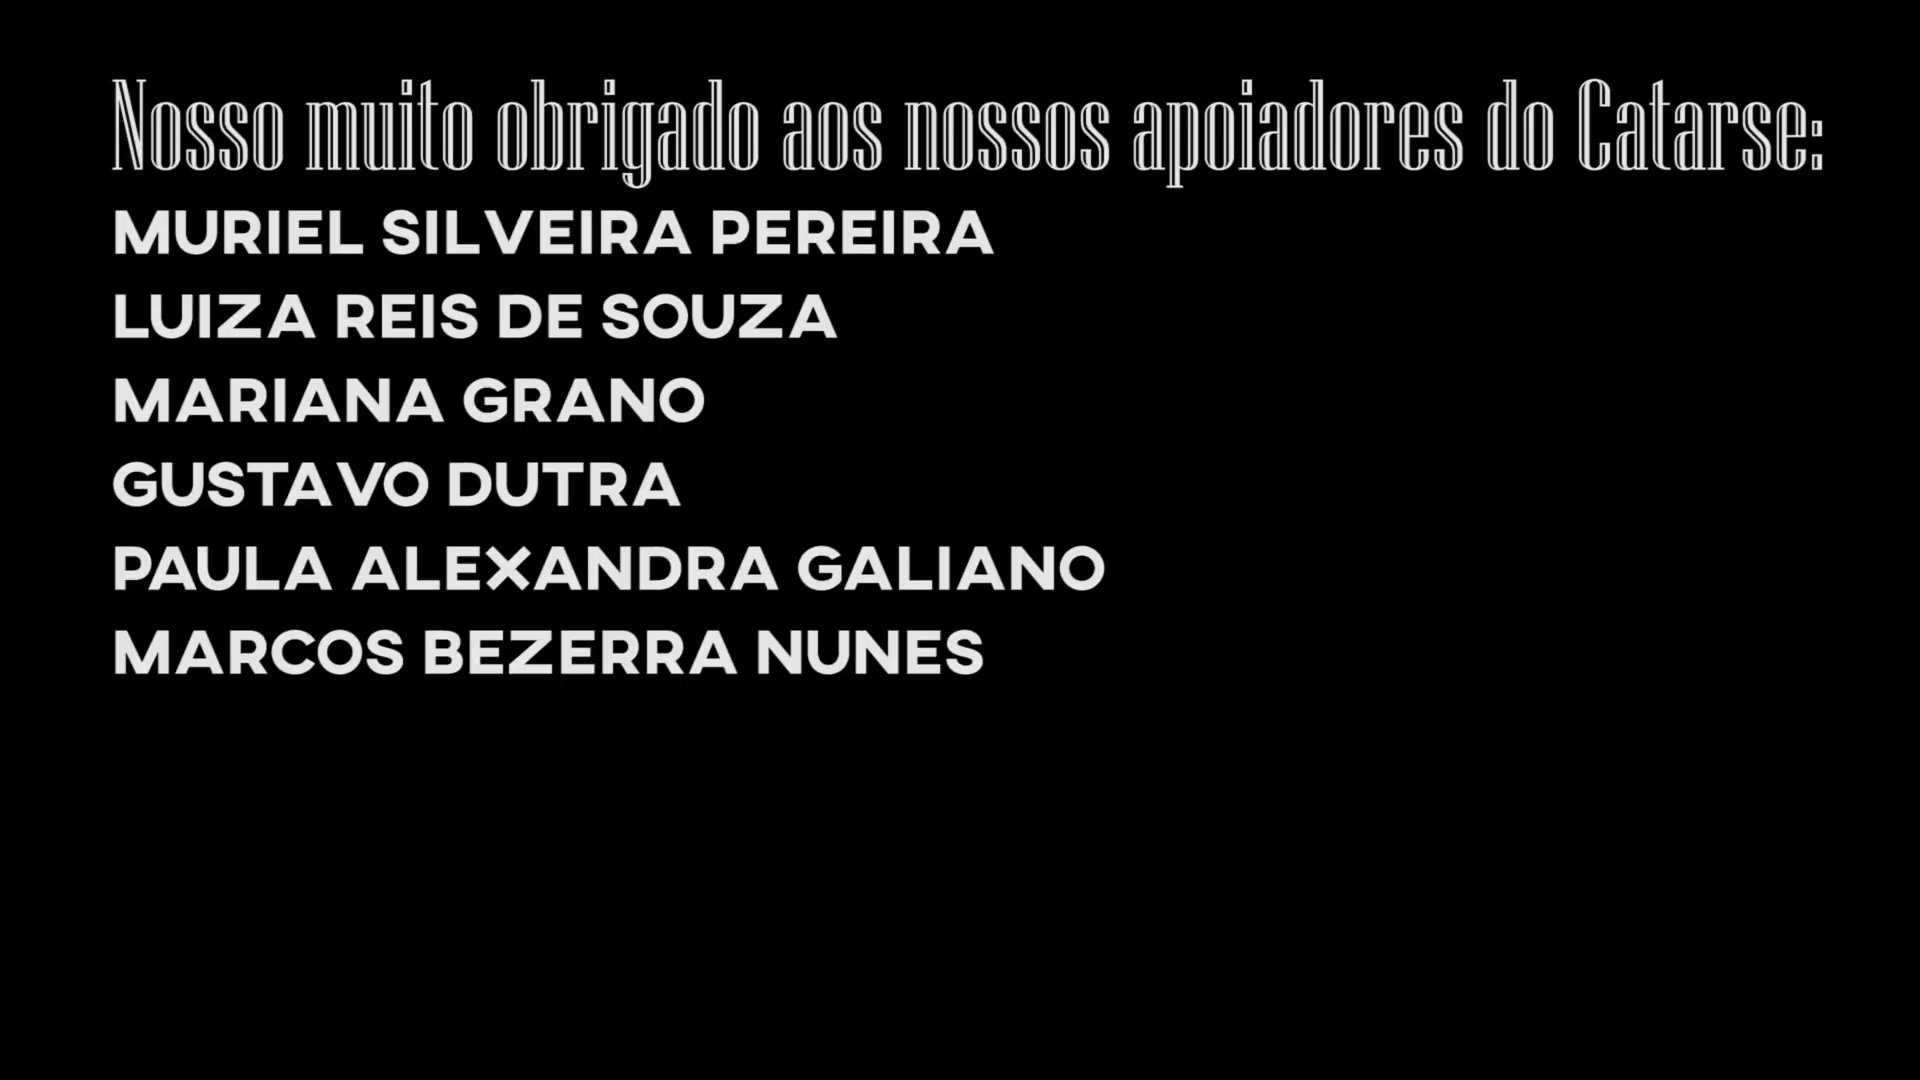 Nosso muito obrigado aos nossos apoiadores do Catarse:
MURIEL SILVEIRA PEREIRA
LUIZA REIS DE SOUZA
MARIANA GRANO
GUSTAVO DUTRA
PAULA ALEXANDRA GALIANO
MARCOS BEZERRA NUNES